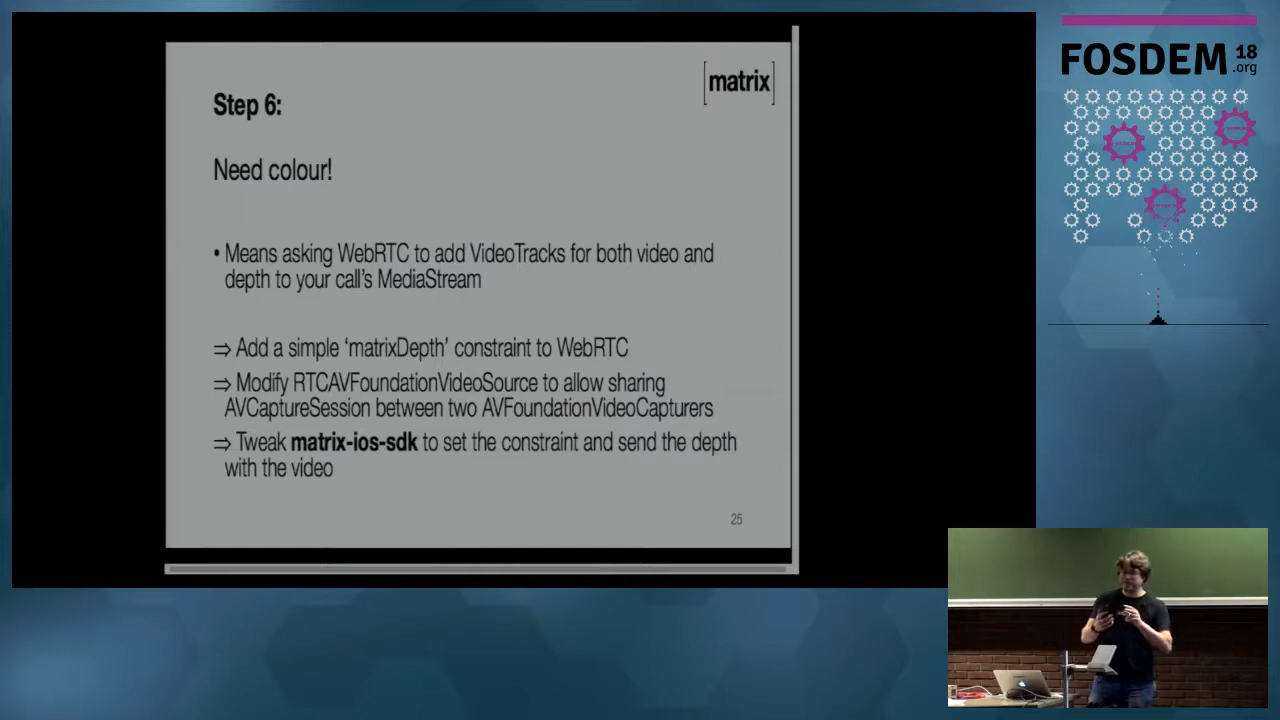 [matrix]
Step 6:
Need colour!
• Means asking WebRTC to add VideoTracks for both video and
depth to your call's MediaStream
⇒ Add a simple 'matrixDepth' constraint to WebRTC
⇒ Modify RTCAVFoundationVideoSource to allow sharing
AVCaptureSession between two AVFoundationVideoCapturers
⇒ Tweak matrix-ios-sdk to set the constraint and send the depth
with the video
25
FOSDEM 18
.org